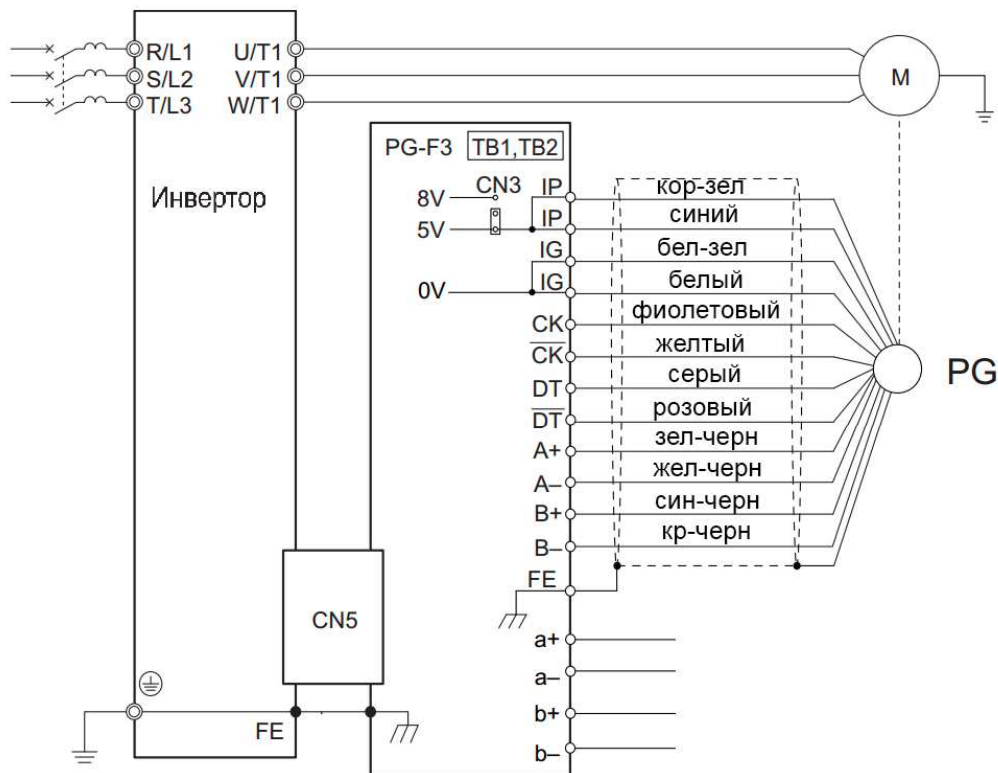 R/L1 U/T1
S/L2 V/T1
T/L3 W/T1
M
Инвертор
PG-F3 TB1,TB2
8V CN3 IP кор-зел
5V IP синий
IG бел-зел
0V IG белый
CK фиолетовый
CK желтый
DT серый
DT розовый
A+ зел-черн
A– жел-черн
B+ син-черн
B– кр-черн
PG
FE
CN5
a+
a–
b+
b–
FE